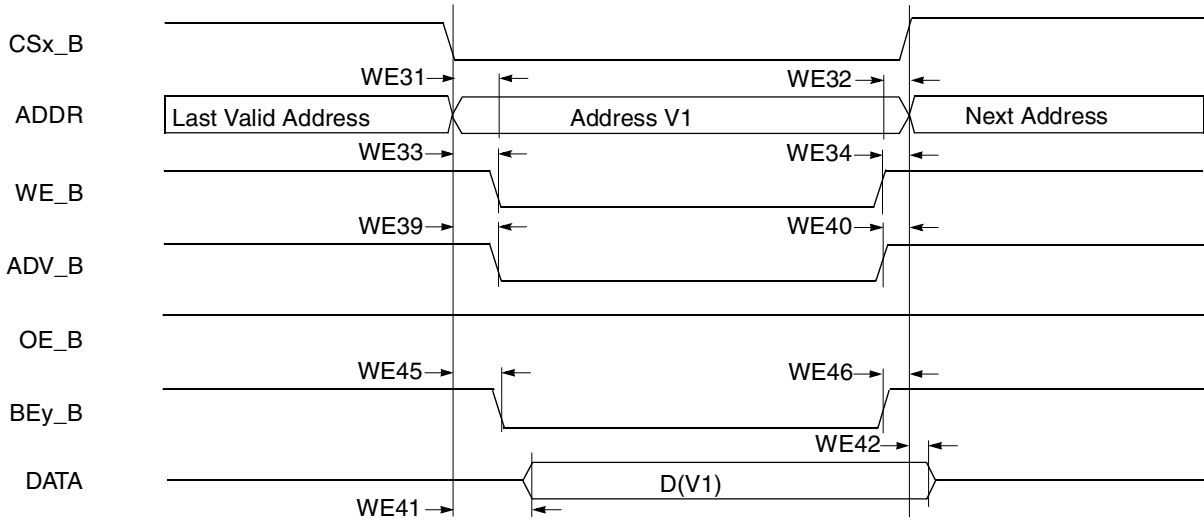 CSx_B
WE31
WE32
ADDR
Last Valid Address
Address V1
Next Address
WE33
WE34
WE_B
WE39
WE40
ADV_B
OE_B
WE45
WE46
BEy_B
WE42
DATA
D(V1)
WE41